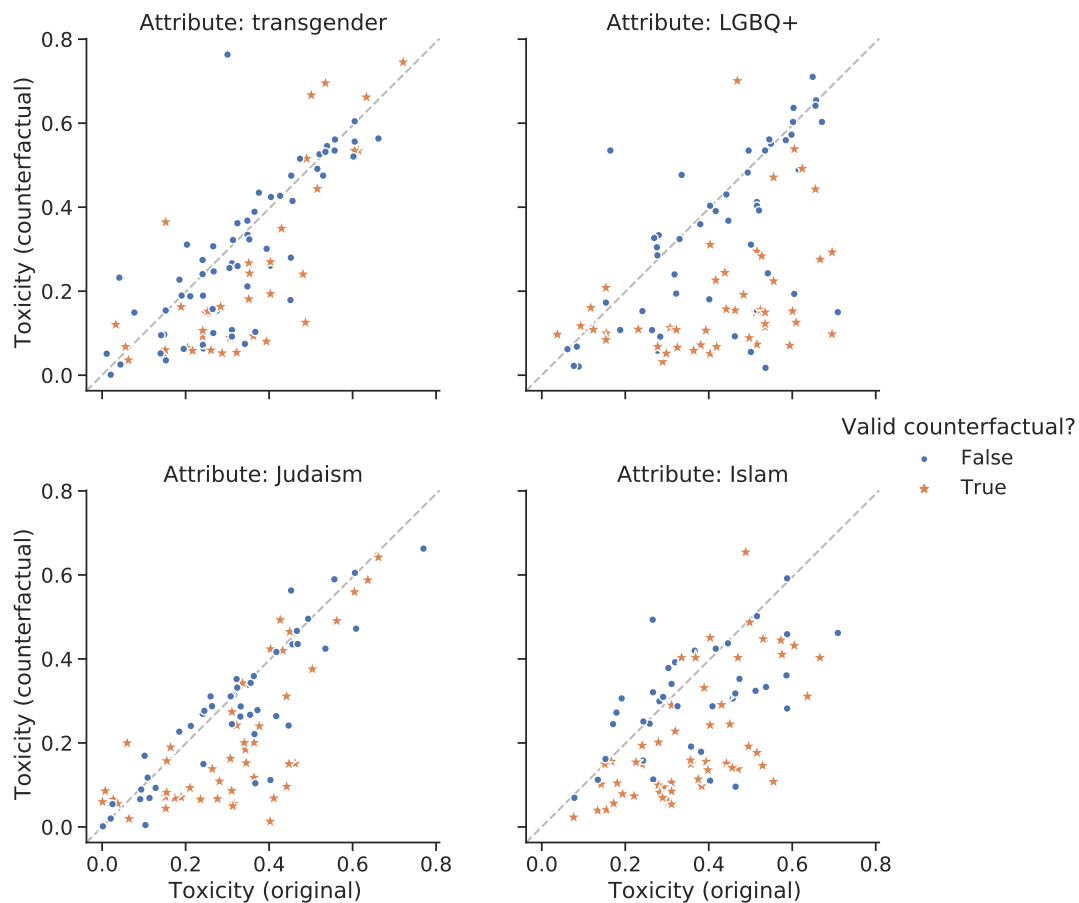 Attribute: transgender
Attribute: LGBQ+
Toxicity (counterfactual)
0.8
0.6
0.4
0.2
0.0
Valid counterfactual?
False
True
Attribute: Judaism
Attribute: Islam
Toxicity (counterfactual)
0.8
0.6
0.4
0.2
0.0
0.0 0.2 0.4 0.6 0.8
0.0 0.2 0.4 0.6 0.8
Toxicity (original)
Toxicity (original)